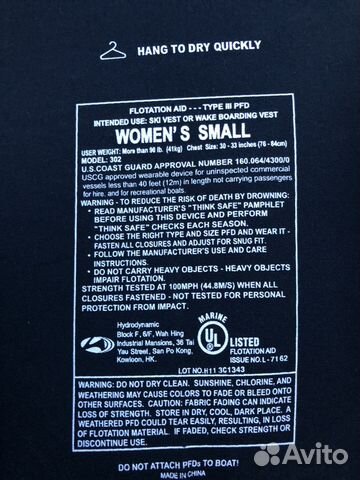 HANG TO DRY QUICKLY
FLOTATION AID - - - TYPE III PFD
INTENDED USE: SKI VEST OR WAKE BOARDING VEST
WOMEN'S SMALL
USER WEIGHT: More than 90 lb. (41kg) Chest Size: 30 - 33 inches (76 - 84cm)
MODEL: 302
U.S.COAST GUARD APPROVAL NUMBER 160.064/4300/0
USCG approved wearable device for uninspected commercial
vessels less than 40 feet (12m) in length not carrying passengers
for hire, and for recreational boats.
WARNING - TO REDUCE THE RISK OF DEATH BY DROWNING:
• READ MANUFACTURER'S "THINK SAFE" PAMPHLET
BEFORE USING THIS DEVICE AND PERFORM
"THINK SAFE" CHECKS EACH SEASON.
• CHOOSE THE RIGHT TYPE AND SIZE PFD AND WEAR IT -
FASTEN ALL CLOSURES AND ADJUST FOR SNUG FIT.
• FOLLOW THE MANUFACTURER'S USE AND CARE
INSTRUCTIONS.
• DO NOT CARRY HEAVY OBJECTS - HEAVY OBJECTS
IMPAIR FLOTATION.
STRENGTH TESTED AT 100MPH (44.8M/S) WHEN ALL
CLOSURES FASTENED - NOT TESTED FOR PERSONAL
PROTECTION FROM IMPACT.
Hydrodynamic
Block F, 6/F, Wah Hing
Industrial Mansions, 36 Tai
Yau Street, San Po Kong,
Kowloon, HK.
MARINE
UL
LISTED
FLOTATION AID
ISSUE NO. L - 7162
LOT NO.H11 3C1343
WARNING: DO NOT DRY CLEAN. SUNSHINE, CHLORINE, AND
WEATHERING MAY CAUSE COLORS TO FADE OR BLEED ONTO
OTHER SURFACES. CAUTION: FABRIC FADING CAN INDICATE
LOSS OF STRENGTH. STORE IN DRY, COOL, DARK PLACE. A
WEATHERED PFD COULD TEAR EASILY, RESULTING, IN LOSS
OF FLOTATION MATERIAL. IF FADED, CHECK STRENGTH OR
DISCONTINUE USE.
DO NOT ATTACH PFDs TO BOAT!
MADE IN CHINA
Avito